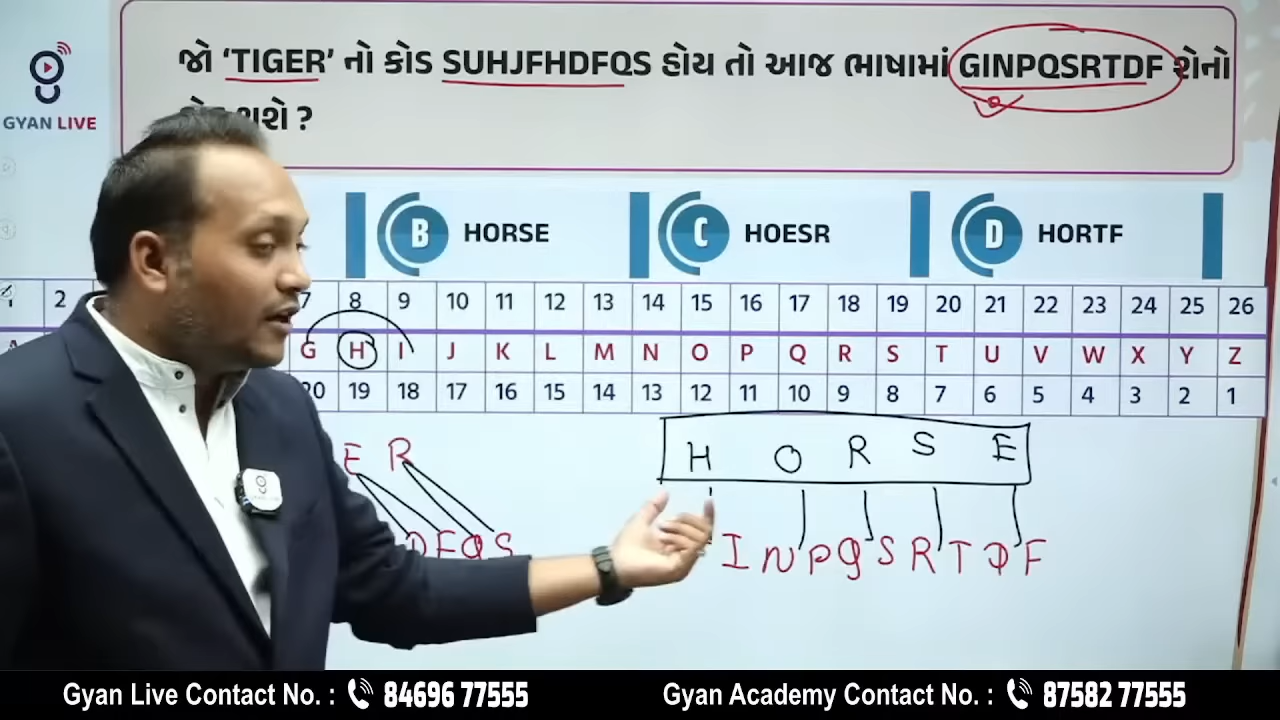 જો ‘TIGER’ નો કોડ SUHJFHDFQS હોય તો આજ ભાષામાં GINPQSRTDF શેનો
થશે ?
GYAN LIVE
B HORSE
C HOESR
D HORTF
2 7 8 9 10 11 12 13 14 15 16 17 18 19 20 21 22 23 24 25 26
G H I J K L M N O P Q R S T U V W X Y Z
20 19 18 17 16 15 14 13 12 11 10 9 8 7 6 5 4 3 2 1
E R
H O R S E
D F Q S
I N P Q S R T D F
Gyan Live Contact No. : 84696 77555
Gyan Academy Contact No. : 87582 77555